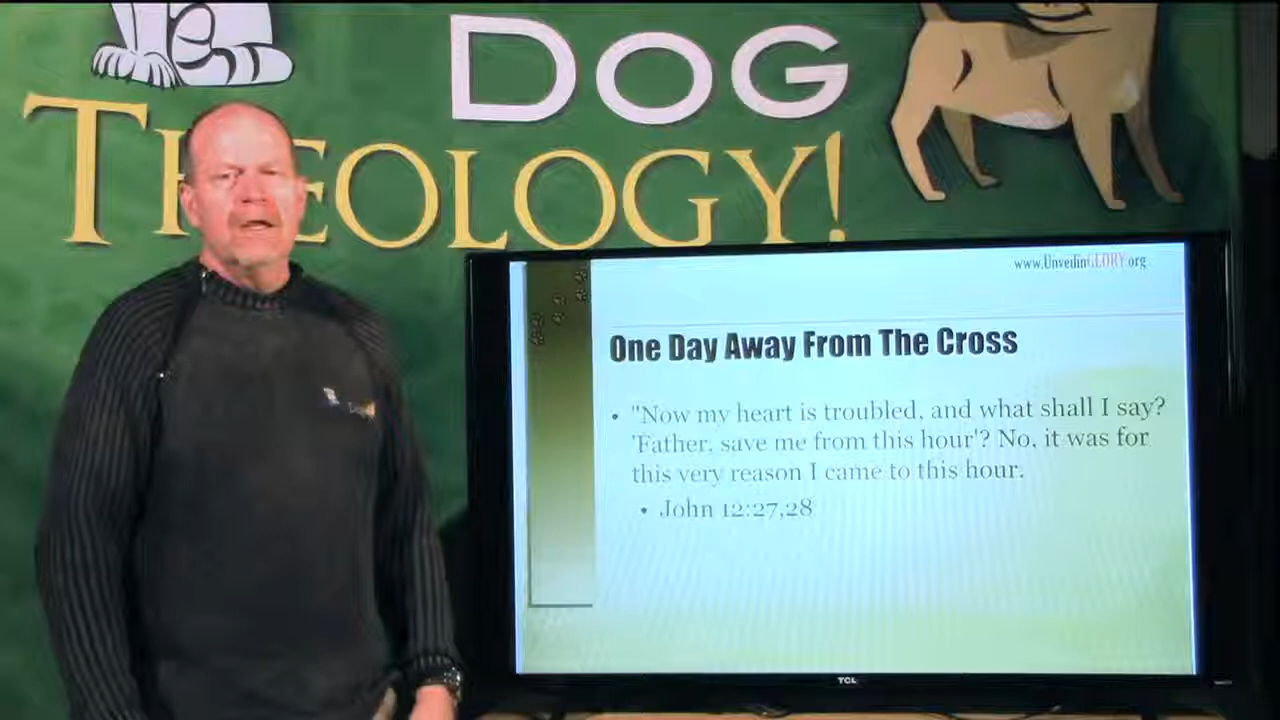 DOG
THEOLOGY!
www.UnveilinGLORY.org
One Day Away From The Cross
• "Now my heart is troubled, and what shall I say?
'Father, save me from this hour'? No, it was for
this very reason I came to this hour.
• John 12:27,28
TCL